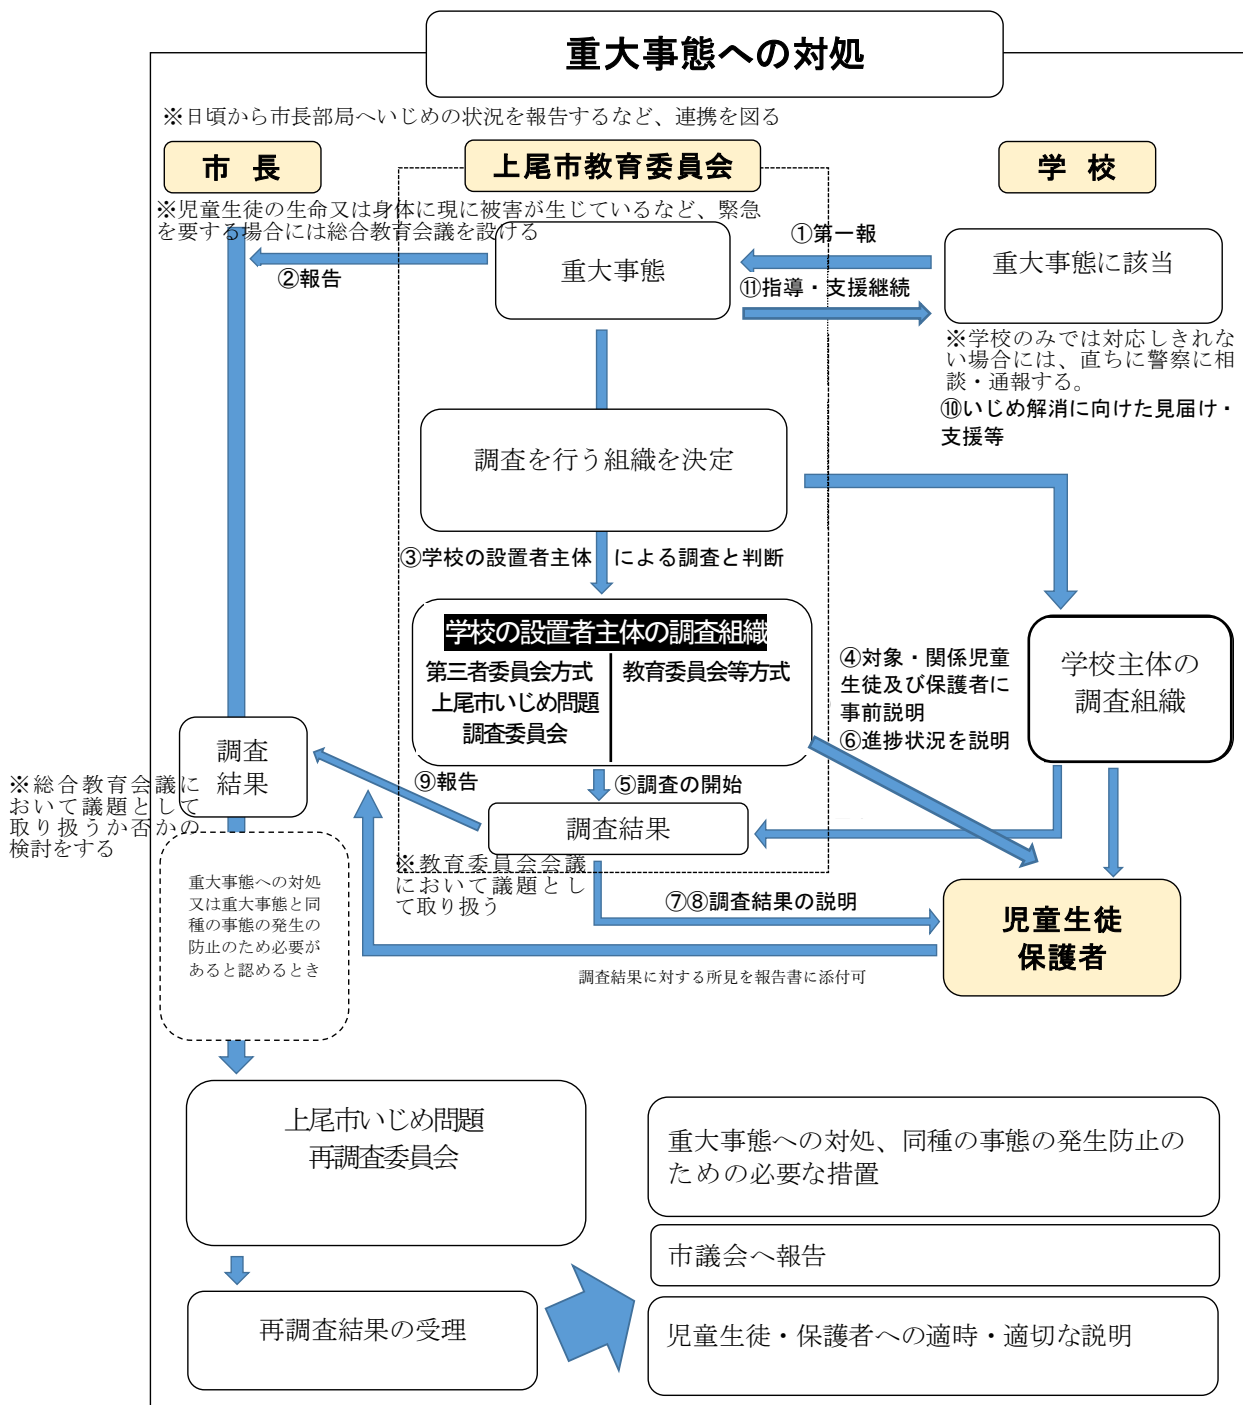 重大事態への対処
※日頃から市長部局へいじめの状況を報告するなど、連携を図る
市 長
上尾市教育委員会
学 校
※児童生徒の生命又は身体に現に被害が生じているなど、緊急
を要する場合には総合教育会議を設ける
①第一報
②報告
重大事態
重大事態に該当
⑪指導・支援継続
※学校のみでは対応しきれな
い場合には、直ちに警察に相
談・通報する。
⑩いじめ解消に向けた見届け・
支援等
調査を行う組織を決定
③学校の設置者主体 による調査と判断
学校の設置者主体の調査組織
第三者委員会方式
上尾市いじめ問題
調査委員会
教育委員会等方式
④対象・関係児童
生徒及び保護者に
事前説明
⑥進捗状況を説明
学校主体の
調査組織
調査
結果
※総合教育会議に
おいて議題として
取り扱うか否かの
検討をする
⑨報告
⑤調査の開始
調査結果
※教育委員会会議
において議題とし
て取り扱う
⑦⑧調査結果の説明
児童生徒
保護者
調査結果に対する所見を報告書に添付可
重大事態への対処
又は重大事態と同
種の事態の発生の
防止のため必要が
あると認めるとき
上尾市いじめ問題
再調査委員会
再調査結果の受理
重大事態への対処、同種の事態の発生防止の
ための必要な措置
市議会へ報告
児童生徒・保護者への適時・適切な説明